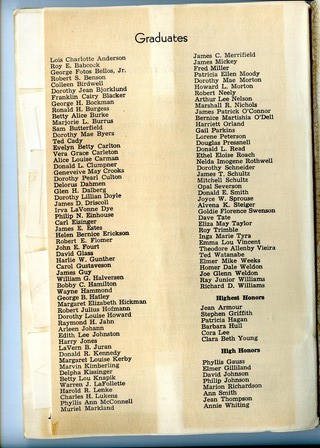 Graduates
Lois Charlotte Anderson
Roy E. Babcock
George Fotos Bellos, Jr.
Robert S. Benson
Colleen Birdwell
Dorothy Jean Bjorklund
Franklin Cairy Blacker
George H. Bockman
Ronald H. Burgess
Betty Alice Burke
Marjorie L. Burrus
Sam Butterfield
Dorothy Mae Byers
Ted Cady
Evelyn Betty Carlton
Vera Grace Carleton
Alice Louise Carman
Donald L. Clumpner
Geneveive May Crooks
Dorothy Pearl Culton
Delorus Dahmen
Glen H. Dalberg
Dorothy Lillian Doyle
James D. Driscoll
Irva LaVonne Dye
Philip N. Einhouse
Carl Eisinger
James E. Estes
Helen Bernice Erickson
Robert E. Flomer
John E. Fourt
David Glass
Harlie W. Gunther
Carol Gustaveson
James Guy
William G. Halversen
Bobby C. Hamilton
Wayne Hammond
George B. Hatley
Margaret Elizabeth Hickman
Robert Julius Hofmann
Dorothy Louise Howard
Raymond H. Jahn
Arleen Johann
Edith Lee Johnston
Harry Jones
LaVern B. Juran
Donald R. Kennedy
Margaret Louise Kerby
Marvin Kimberling
Delpha Kissinger
Betty Lou Knapik
Warren J. LaFollette
Harold R. Lenke
Charles H. Lukens
Phyllis Ann McConnell
Muriel Markland
James C. Merrifield
James Mickey
Fred Miller
Patricia Ellen Moody
Dorothy Mae Morton
Howard L. Morton
Robert Neely
Arthur Lee Nelson
Marshall R. Nichols
James Patrick O'Connor
Bernice Martishia O'Dell
Harriett Orland
Gail Parkins
Lorene Peterson
Douglas Presnell
Donald L. Read
Ethel Eloise Roach
Nelda Imogene Rothwell
Dorothy Schneider
James T. Schultz
Mitchell Schultz
Opal Severson
Donald E. Smith
Joyce W. Sprouse
Alvena K. Steiger
Goldie Florence Swenson
Dave Tate
Eliza May Taylor
Roy Trimble
Inga Marie Tyra
Emma Lou Vincent
Theodore Allenby Vieira
Ted Watanabe
Elmer Mike Weeks
Homer Dale Weldon
Joe Glenn Weldon
Ray Junior Williams
Richard D. Williams
Highest Honors
Jean Armour
Stephen Griffith
Patricia Hagan
Barbara Hull
Cora Lee
Clara Beth Young
High Honors
Phyllis Gauss
Elmer Gilliland
David Johnson
Philip Johnson
Marion Richardson
Ann Smith
Jean Thompson
Annie Whiting